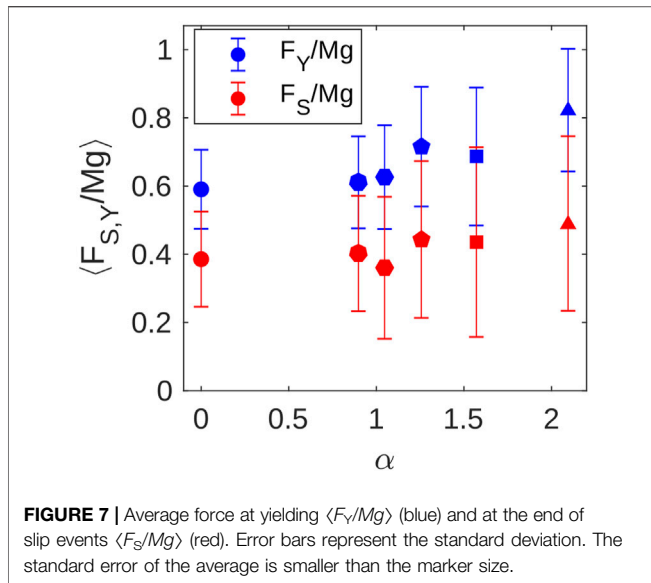 F_Y/Mg
F_S/Mg
⟨F_{S,Y}/Mg⟩
1
0.8
0.6
0.4
0.2
0
0 0.5 1 1.5 2
α
FIGURE 7 | Average force at yielding ⟨F_Y/Mg⟩ (blue) and at the end of
slip events ⟨F_S/Mg⟩ (red). Error bars represent the standard deviation. The
standard error of the average is smaller than the marker size.